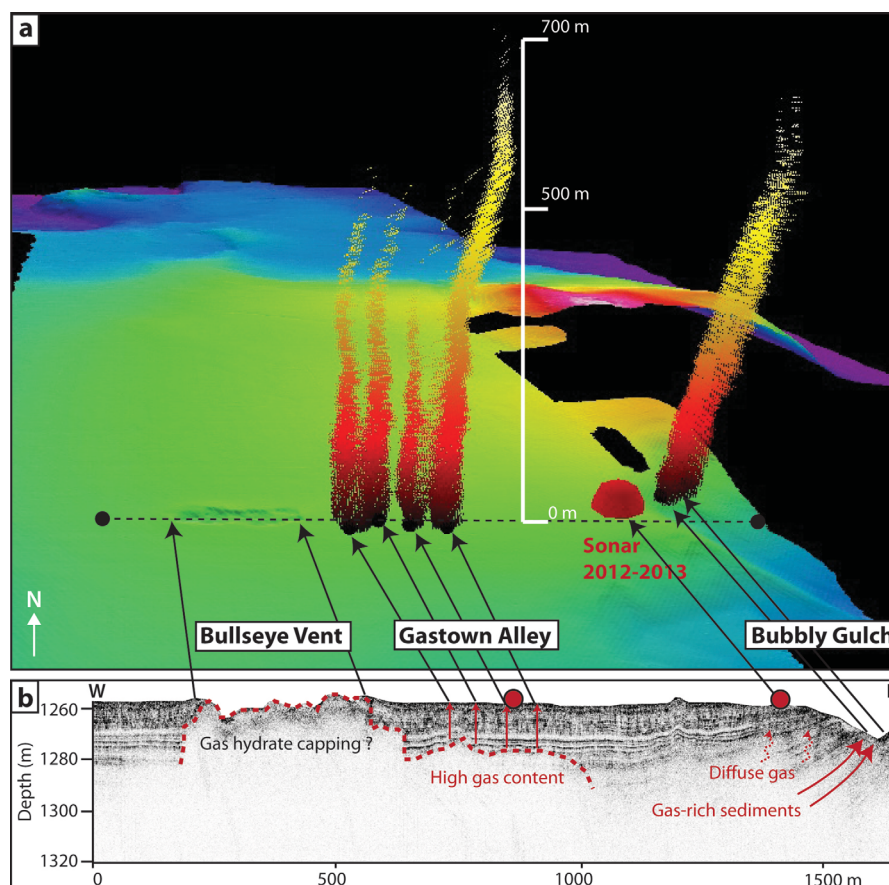 a
700 m
500 m
0 m
Sonar
2012-2013
N
Bullseye Vent
Gastown Alley
Bubbly Gulch
b
W
1260
1280
1300
1320
Depth (m)
Gas hydrate capping ?
High gas content
Diffuse gas
Gas-rich sediments
0
500
1000
1500 m